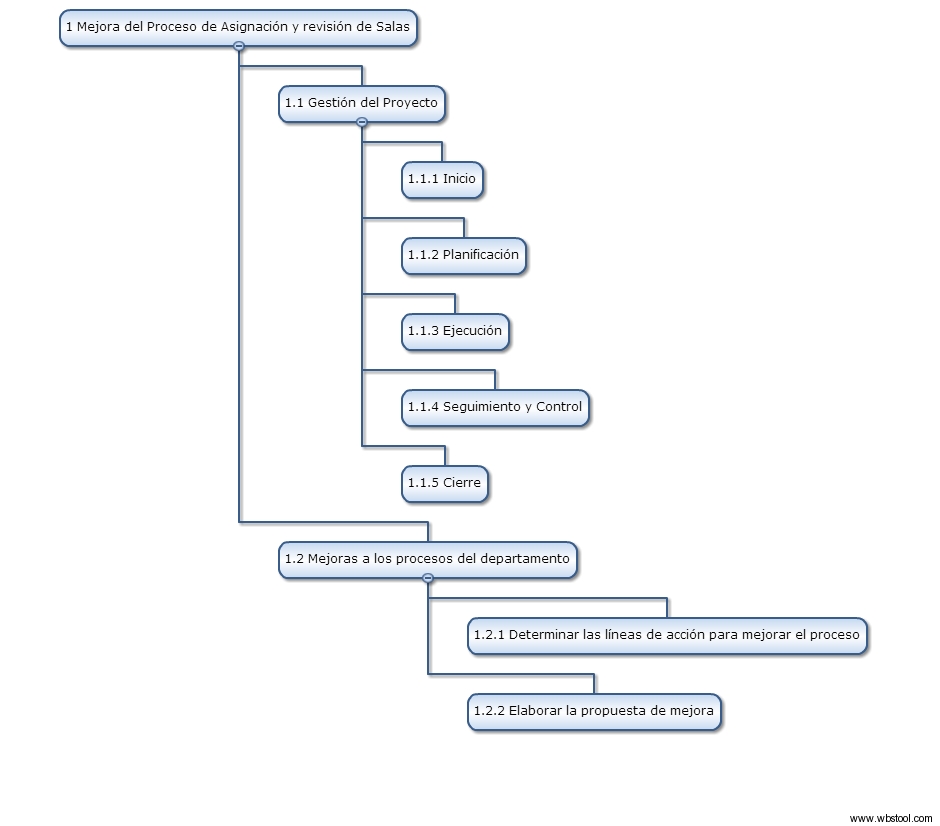 1 Mejora del Proceso de Asignación y revisión de Salas
1.1 Gestión del Proyecto
1.1.1 Inicio
1.1.2 Planificación
1.1.3 Ejecución
1.1.4 Seguimiento y Control
1.1.5 Cierre
1.2 Mejoras a los procesos del departamento
1.2.1 Determinar las líneas de acción para mejorar el proceso
1.2.2 Elaborar la propuesta de mejora
www.wbstool.com